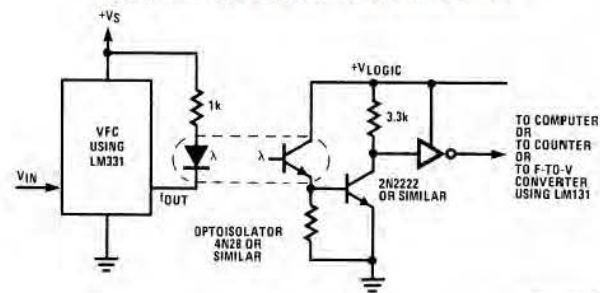 +VS
1k
VFC
USING
LM331
VIN
fOUT
λ
λ
+VLOGIC
3.3k
2N2222
OR SIMILAR
OPTOISOLATOR
4N28 OR
SIMILAR
TO COMPUTER
OR
TO COUNTER
OR
TO F-TO-V
CONVERTER
USING LM131